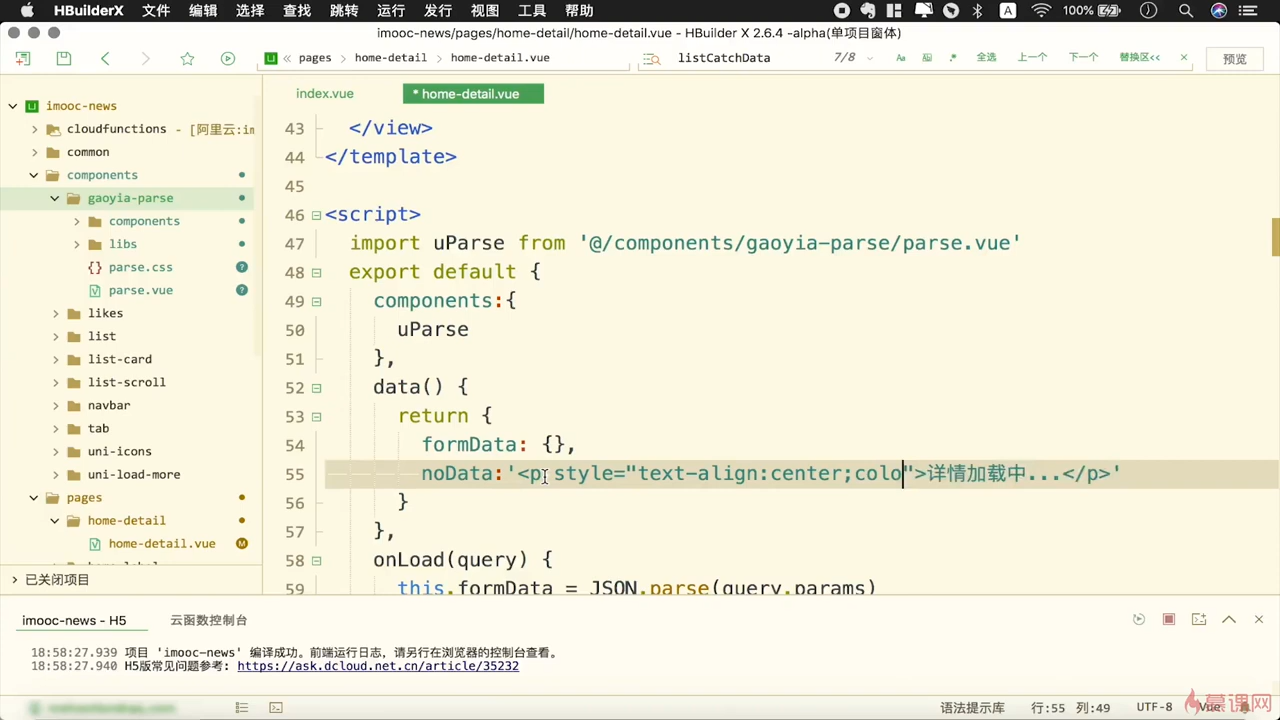 HBuilderX 文件 编辑 选择 查找 跳转 运行 发行 视图 工具 帮助 A 100%
imooc-news/pages/home-detail/home-detail.vue - HBuilder X 2.6.4 -alpha(单项目窗体)
« pages home-detail home-detail.vue listCatchData 7/8 Aa .* 全选 上一个 下一个 替换区<< 预览
index.vue * home-detail.vue
imooc-news
cloudfunctions - [阿里云:im
common
components
gaoyia-parse
components
libs
{} parse.css ?
parse.vue ?
likes
list
list-card
list-scroll
navbar
tab
uni-icons
uni-load-more
pages
home-detail
home-detail.vue M
已关闭项目
43 </view>
44 </template>
45
46 <script>
47 import uParse from '@/components/gaoyia-parse/parse.vue'
48 export default {
49 components:{
50 uParse
51 },
52 data() {
53 return {
54 formData: {},
55 noData:'<p style="text-align:center;colo">详情加载中...</p>'
56 }
57 },
58 onLoad(query) {
59 this.formData = JSON.parse(query.params)
imooc-news - H5 云函数控制台
18:58:27.939 项目 'imooc-news' 编译成功。前端运行日志，请另行在浏览器的控制台查看。
18:58:27.940 H5版常见问题参考: https://ask.dcloud.net.cn/article/35232
语法提示库 行:55 列:49 UTF-8 Vue
慕课网